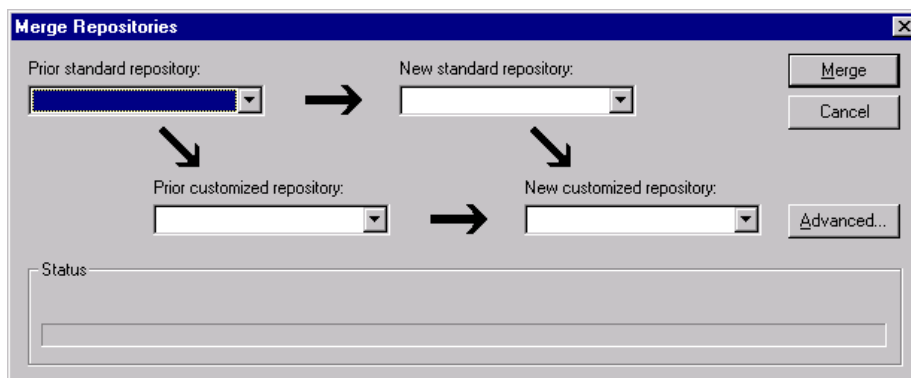 Merge Repositories
Prior standard repository:
New standard repository:
Merge
Cancel
Prior customized repository:
New customized repository:
Advanced...
Status